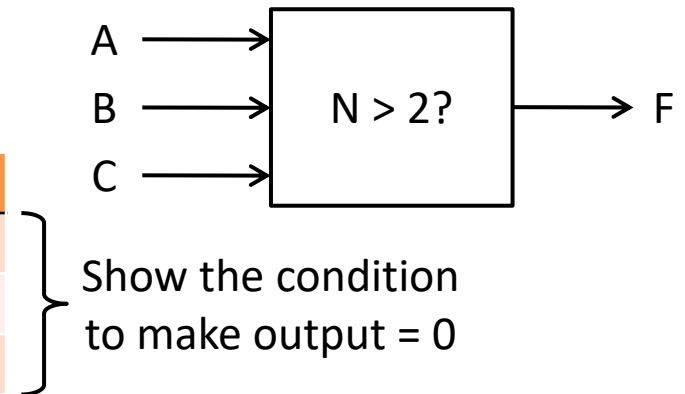 A
B
C
N > 2?
F
Show the condition
to make output = 0